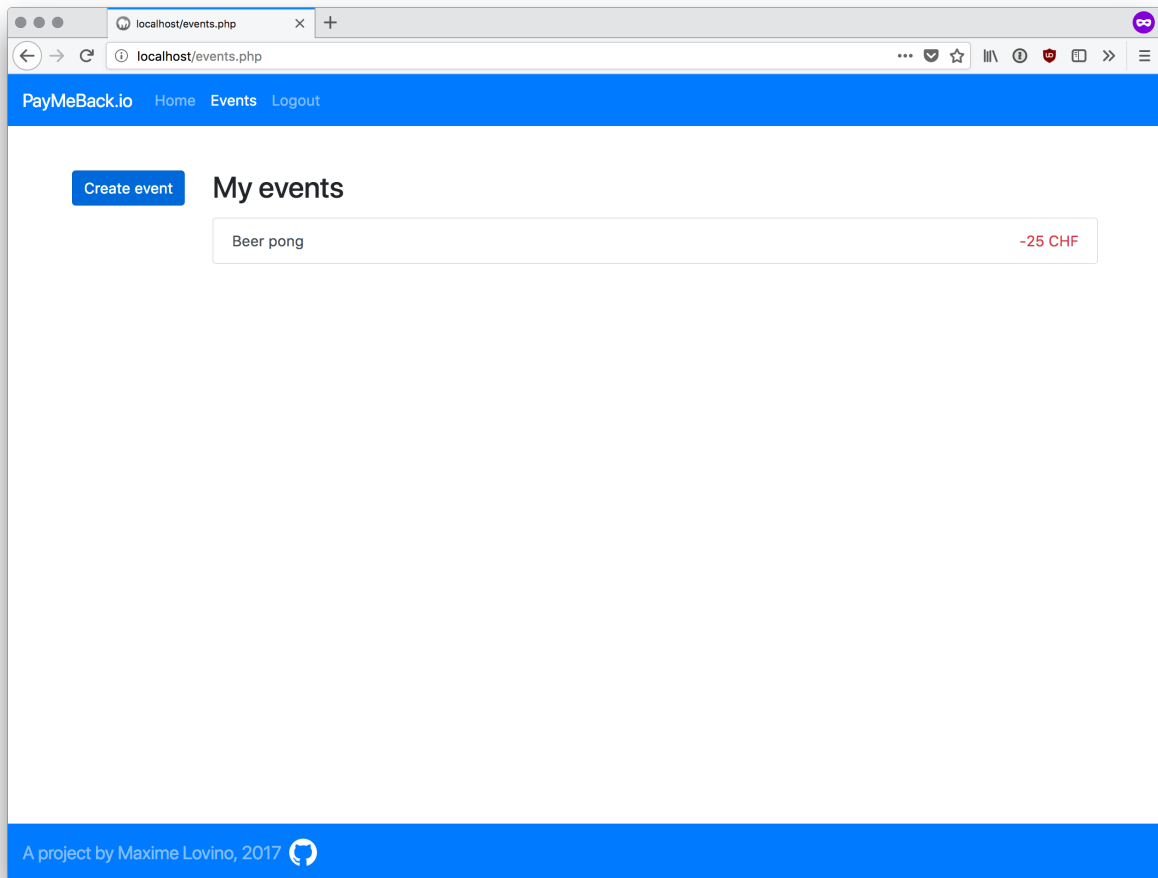 localhost/events.php
localhost/events.php
PayMeBack.io Home Events Logout
Create event
My events
Beer pong -25 CHF
A project by Maxime Lovino, 2017